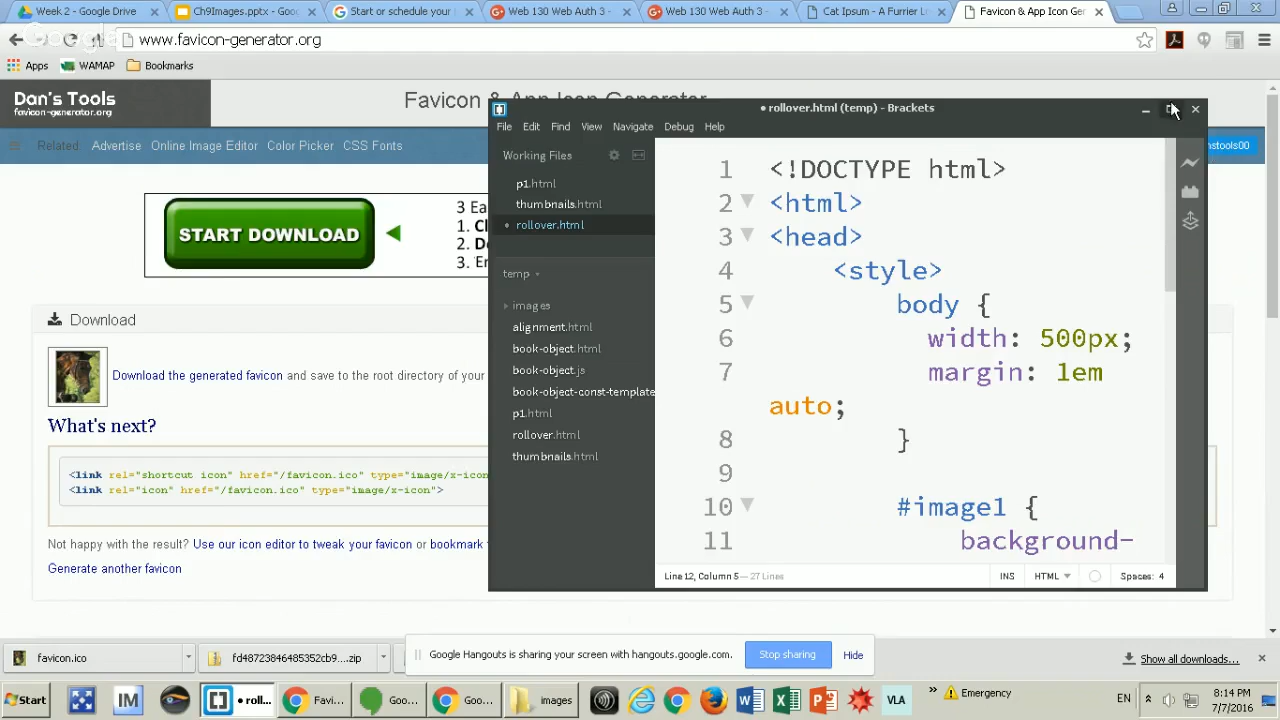 Week 2 - Google Drive
Ch9Images.pptx - Goo
Start or schedule your
Web 130 Web Auth 3 -
Web 130 Web Auth 3 -
Cat Ipsum - A Furrier L
Favicon & App Icon Ger
Google
www.favicon-generator.org
Apps
WAMAP
Bookmarks
Dan's Tools
favicon-generator.org
Favicon & App Icon Generator
Related:
Advertise
Online Image Editor
Color Picker
CSS Fonts
nstools00
START DOWNLOAD
3 Ea
1. Cl
2. Do
3. En
Download
Download the generated favicon and save to the root directory of your
What's next?
<link rel="shortcut icon" href="/favicon.ico" type="image/x-icon
<link rel="icon" href="/favicon.ico" type="image/x-icon">
Not happy with the result? Use our icon editor to tweak your favicon or bookmark
Generate another favicon
• rollover.html (temp) - Brackets
File Edit Find View Navigate Debug Help
Working Files
p1.html
thumbnails.html
• rollover.html
temp
images
alignment.html
book-object.html
book-object.js
book-object-const-template
p1.html
rollover.html
thumbnails.html
1 <!DOCTYPE html>
2 <html>
3 <head>
4 <style>
5 body {
6 width: 500px;
7 margin: 1em
auto;
8 }
9
10 #image1 {
11 background-
Line 12, Column 5 — 27 Lines
INS
HTML
Spaces: 4
Google Hangouts is sharing your screen with hangouts.google.com.
Stop sharing
Hide
favicon.ico
fd48723846485352cb9....zip
Show all downloads...
Start
IM
• roll...
Favi...
Goo...
Goo...
images
VLA
»
Emergency
EN
8:14 PM
7/7/2016